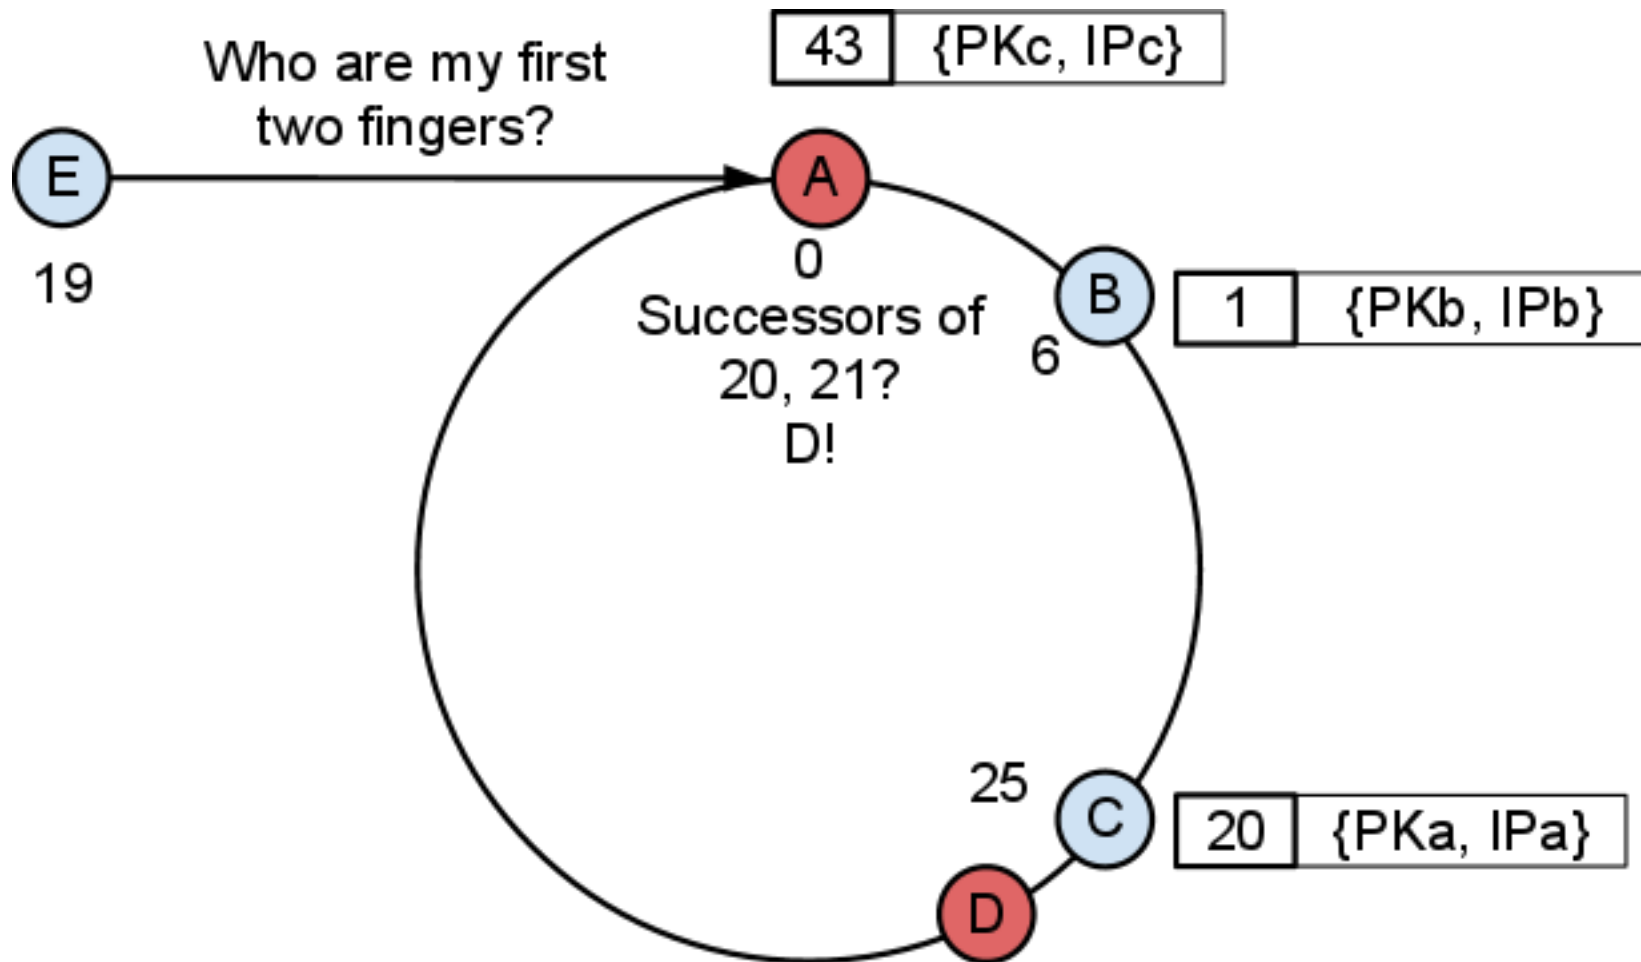 43 {PKc, IPc}
Who are my first
two fingers?
E
A
19
0
Successors of
20, 21?
D!
B
6
1 {PKb, IPb}
25
C
20 {PKa, IPa}
D